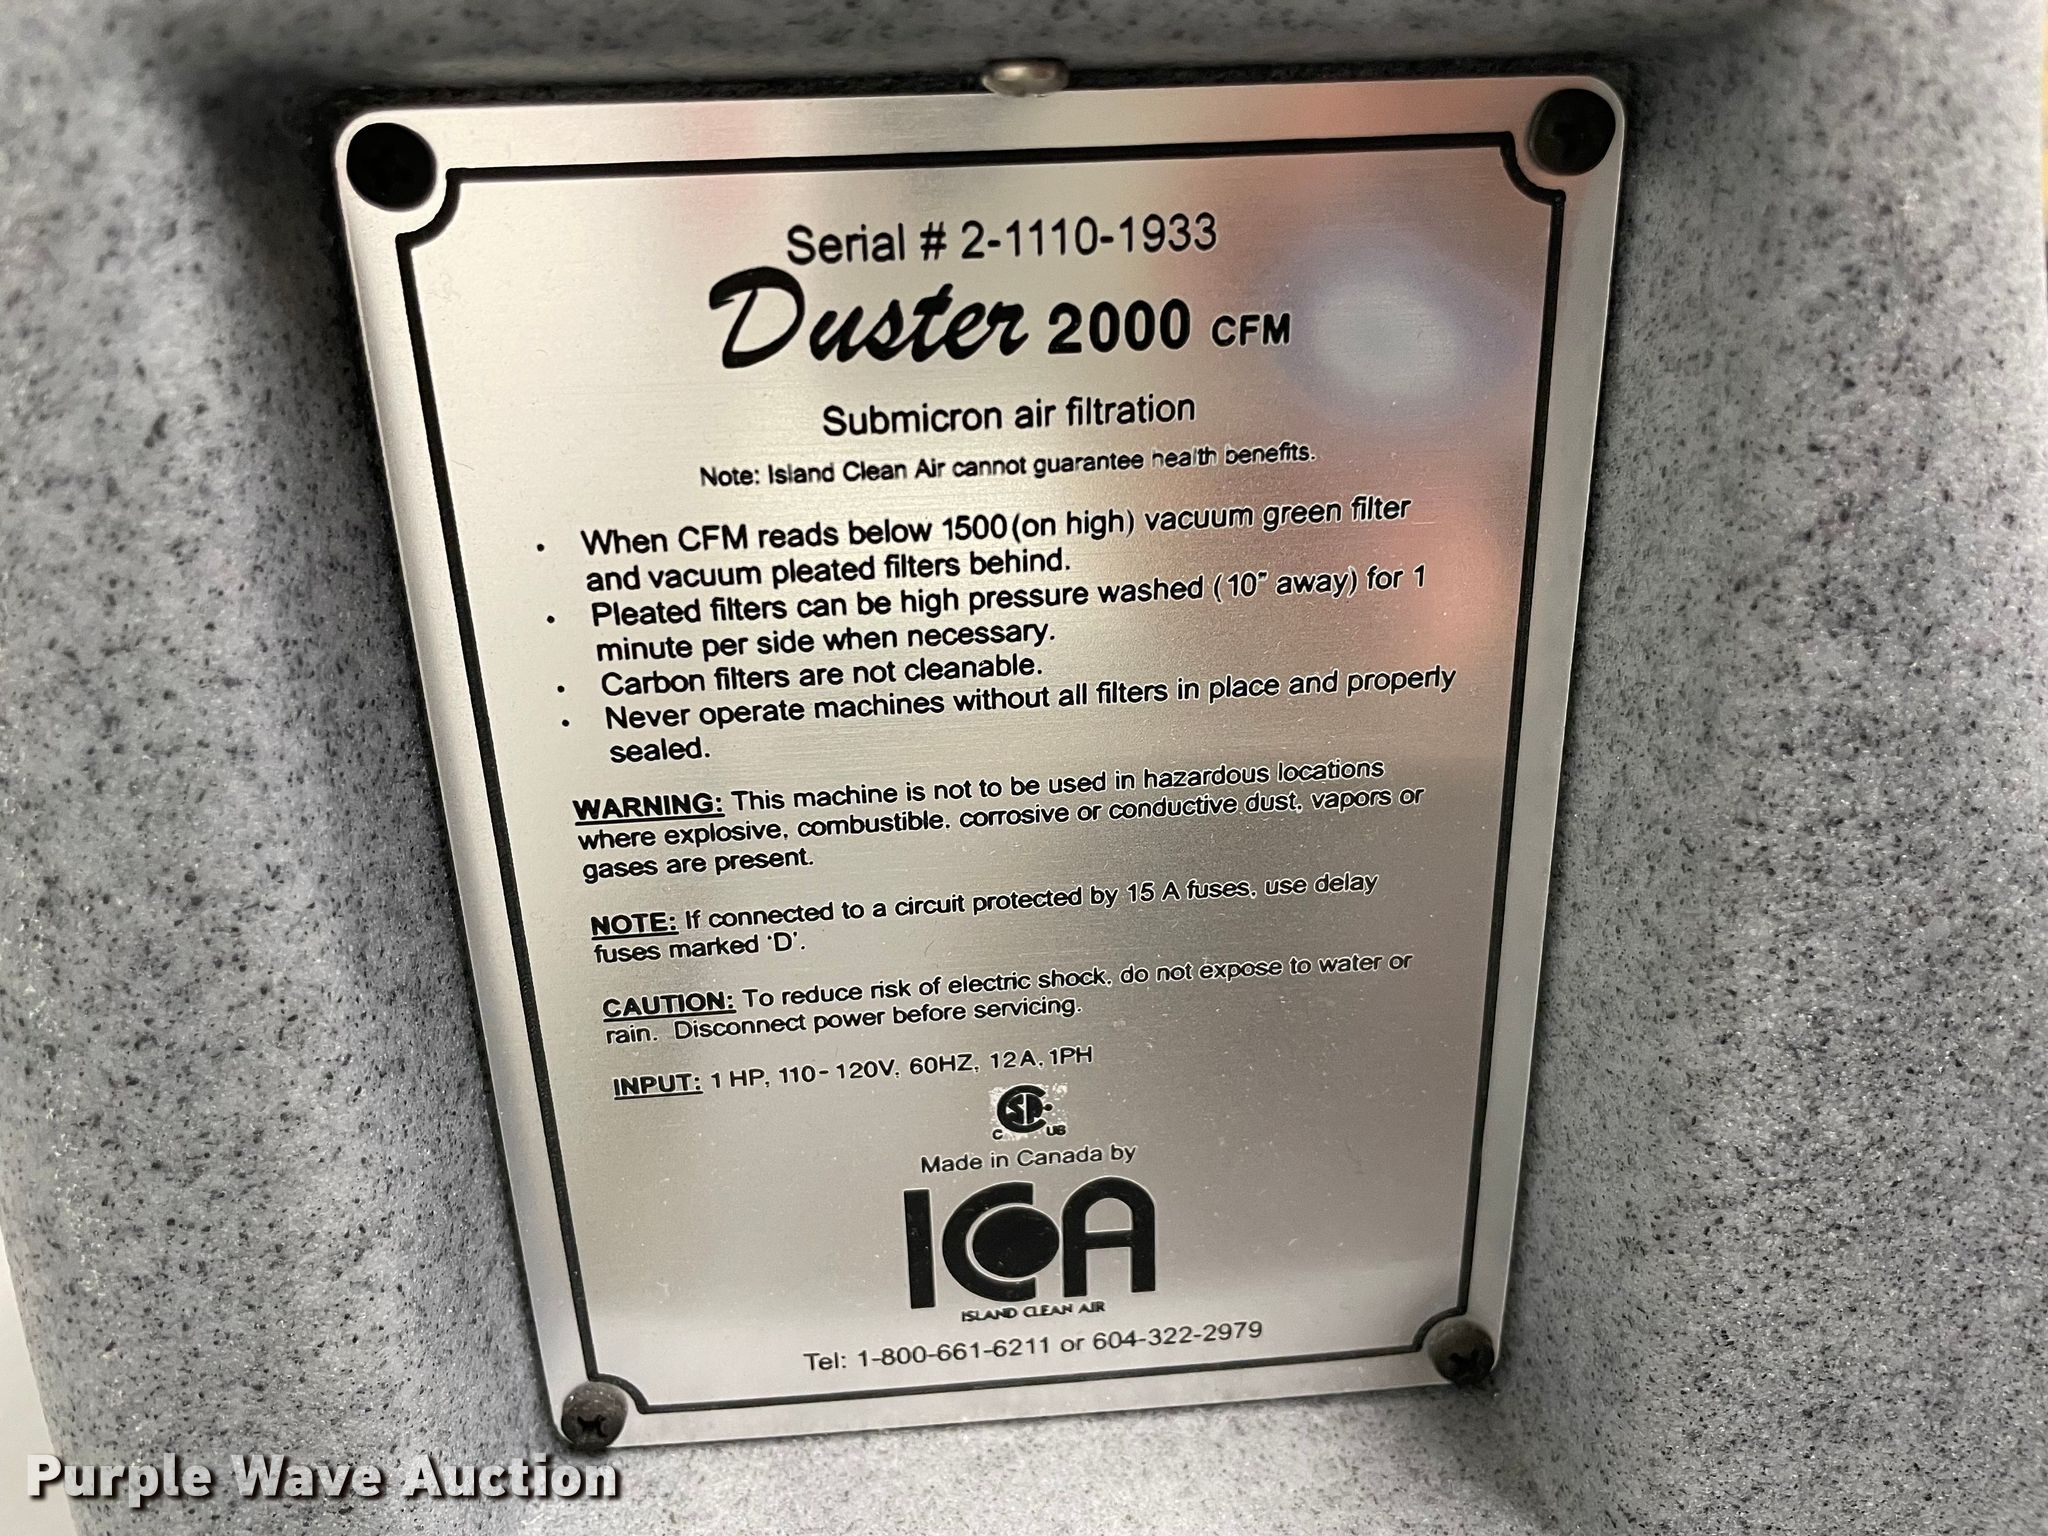 Serial # 2-1110-1933
Duster 2000 CFM
Submicron air filtration
Note: Island Clean Air cannot guarantee health benefits.
• When CFM reads below 1500 (on high) vacuum green filter
and vacuum pleated filters behind.
• Pleated filters can be high pressure washed (10" away) for 1
minute per side when necessary.
• Carbon filters are not cleanable.
• Never operate machines without all filters in place and properly
sealed.
WARNING: This machine is not to be used in hazardous locations
where explosive, combustible, corrosive or conductive dust, vapors or
gases are present.
NOTE: If connected to a circuit protected by 15 A fuses, use delay
fuses marked 'D'.
CAUTION: To reduce risk of electric shock, do not expose to water or
rain. Disconnect power before servicing.
INPUT: 1 HP, 110-120V, 60HZ, 12A, 1PH
C SA US
Made in Canada by
ICA
ISLAND CLEAN AIR
Tel: 1-800-661-6211 or 604-322-2979
Purple Wave Auction